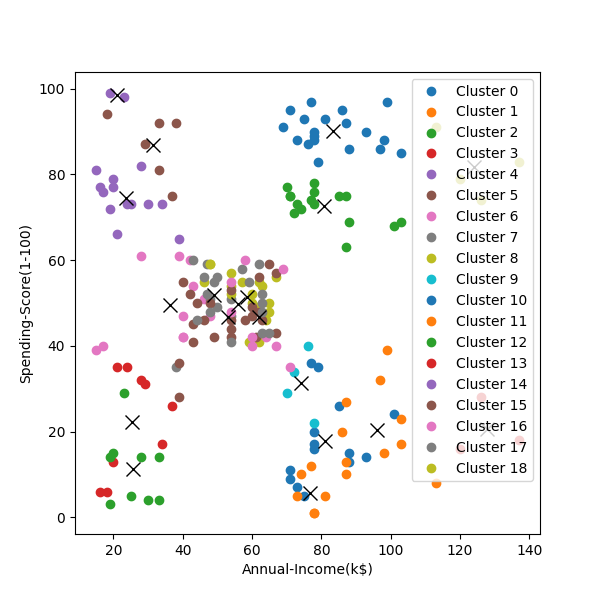 100
80
60
40
20
0
Spending-Score(1-100)
20
40
60
80
100
120
140
Annual-Income(k$)
Cluster 0
Cluster 1
Cluster 2
Cluster 3
Cluster 4
Cluster 5
Cluster 6
Cluster 7
Cluster 8
Cluster 9
Cluster 10
Cluster 11
Cluster 12
Cluster 13
Cluster 14
Cluster 15
Cluster 16
Cluster 17
Cluster 18